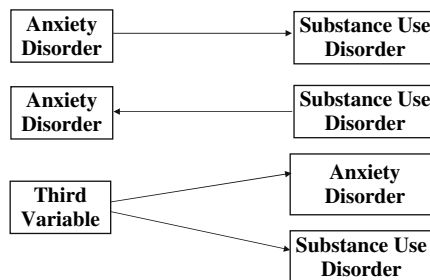 Anxiety
Disorder
Substance Use
Disorder
Anxiety
Disorder
Substance Use
Disorder
Third
Variable
Anxiety
Disorder
Substance Use
Disorder